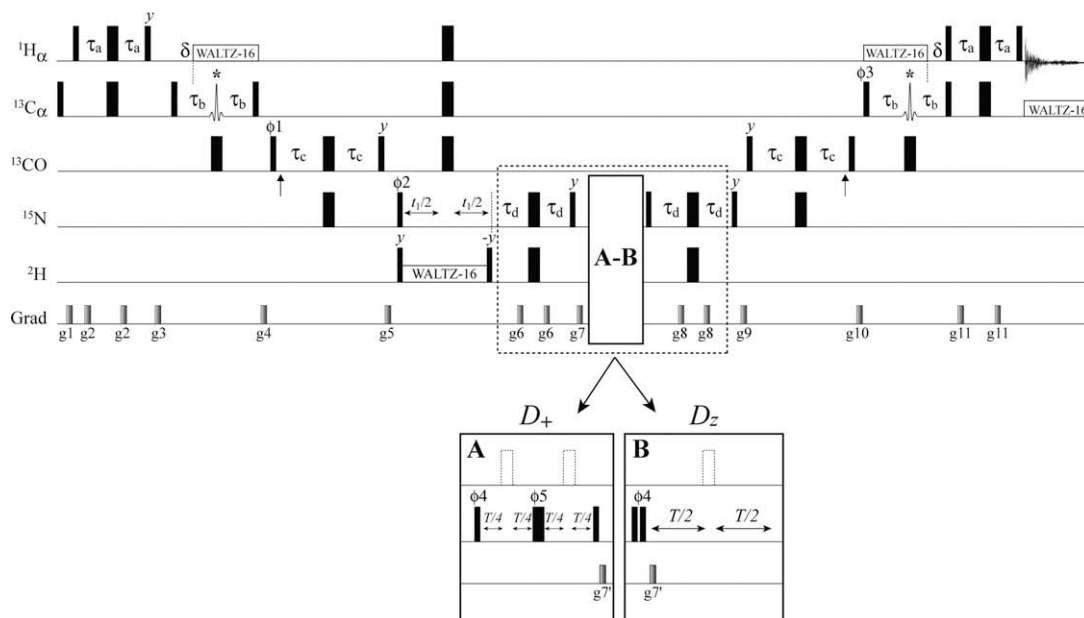 y
¹Hα τa τa δ WALTZ-16 WALTZ-16 δ τa τa
* ϕ3 *
¹³Cα τb τb τb τb WALTZ-16
ϕ1 y y
¹³CO τc τc τc τc
ϕ2 y y
¹⁵N t₁/2 t₁/2 τd τd A-B τd τd
y -y
²H WALTZ-16
Grad
g1 g2 g2 g3 g4 g5 g6 g6 g7 g8 g8 g9 g10 g11 g11
D₊ Dz
A B
ϕ4 ϕ5 ϕ4
T/4 T/4 T/4 T/4 T/2 T/2
g7' g7'